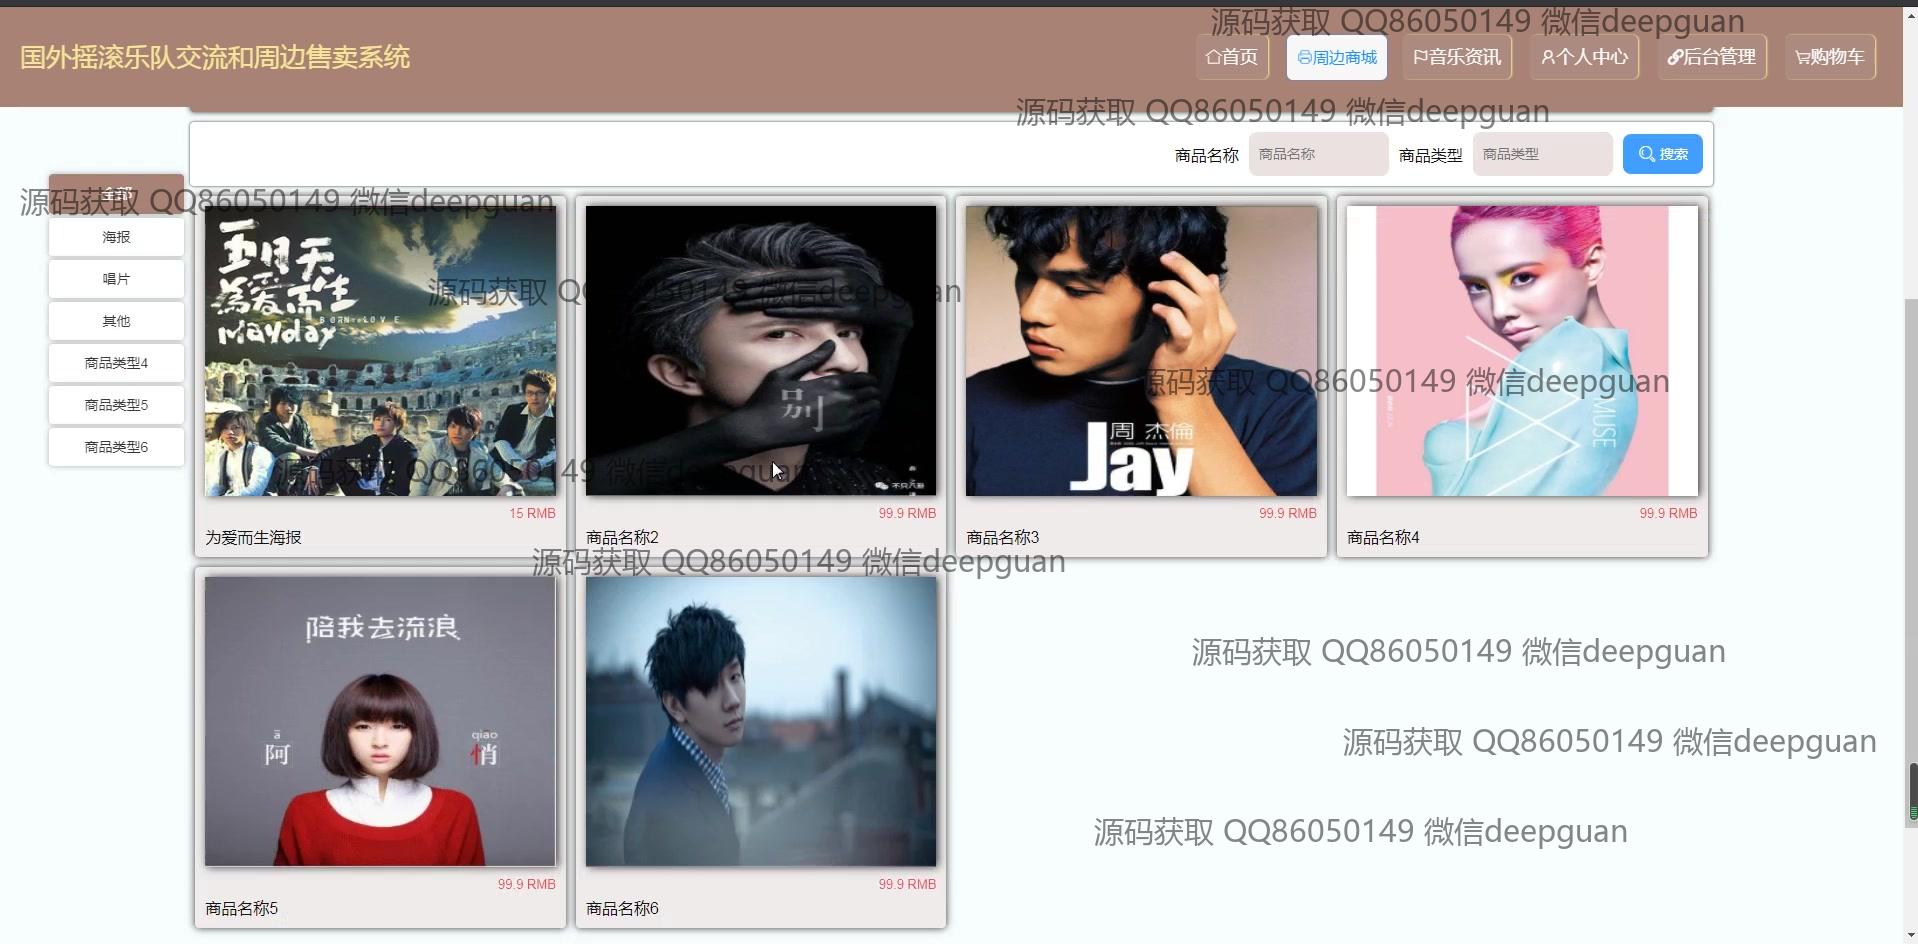 源码获取 QQ86050149 微信deepguan
国外摇滚乐队交流和周边售卖系统
首页
周边商城
音乐资讯
个人中心
后台管理
购物车
源码获取 QQ86050149 微信deepguan
商品名称
商品名称
商品类型
商品类型
搜索
全部
源码获取 QQ86050149 微信deepguan
海报
唱片
其他
商品类型4
商品类型5
商品类型6
五月天
為爱而生
BORN to LOVE
Mayday
源码获取 QQ86050149 微信deepguan
别
不只八卦
周杰倫
Jay
源码获取 QQ86050149 微信deepguan
MUSE
源码获取 QQ86050149 微信deepguan
15 RMB
为爱而生海报
99.9 RMB
商品名称2
99.9 RMB
商品名称3
99.9 RMB
商品名称4
源码获取 QQ86050149 微信deepguan
陪我去流浪
ā
阿
qiao
悄
99.9 RMB
商品名称5
99.9 RMB
商品名称6
源码获取 QQ86050149 微信deepguan
源码获取 QQ86050149 微信deepguan
源码获取 QQ86050149 微信deepguan